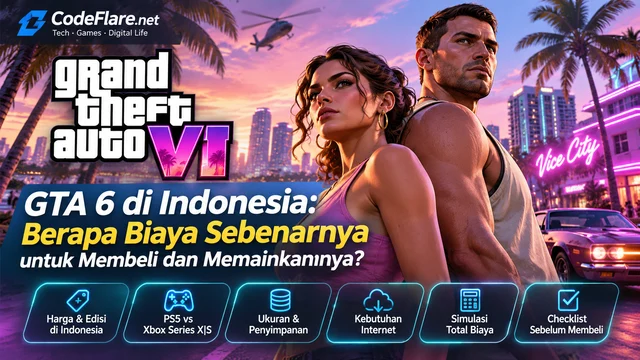 CodeFlare.net
Tech • Games • Digital Life
grand
theft
auto
VI
Vice City
GTA 6 di Indonesia:
Berapa Biaya Sebenarnya
untuk Membeli dan Memainkaninya?
Harga & Edisi
di Indonesia
PS5 vs
Xbox Series X|S
Ukuran &
Penyimpanan
Kebutuhan
Internet
Simulasi
Total Biaya
Checklist
Sebelum Membeli